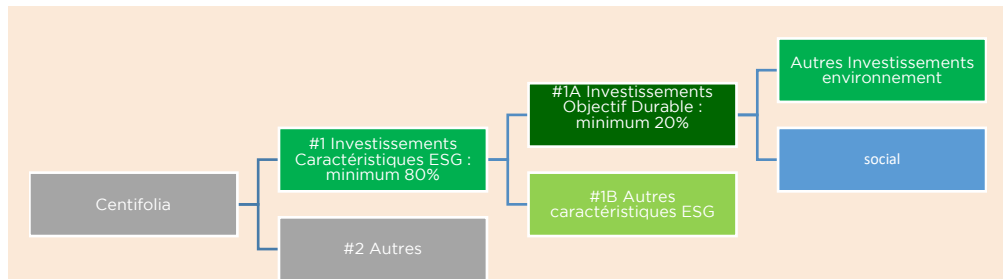 Centifolia
#1 Investissements
Caractéristiques ESG :
minimum 80%
#2 Autres
#1A Investissements
Objectif Durable :
minimum 20%
#1B Autres
caractéristiques ESG
Autres Investissements
environnement
social